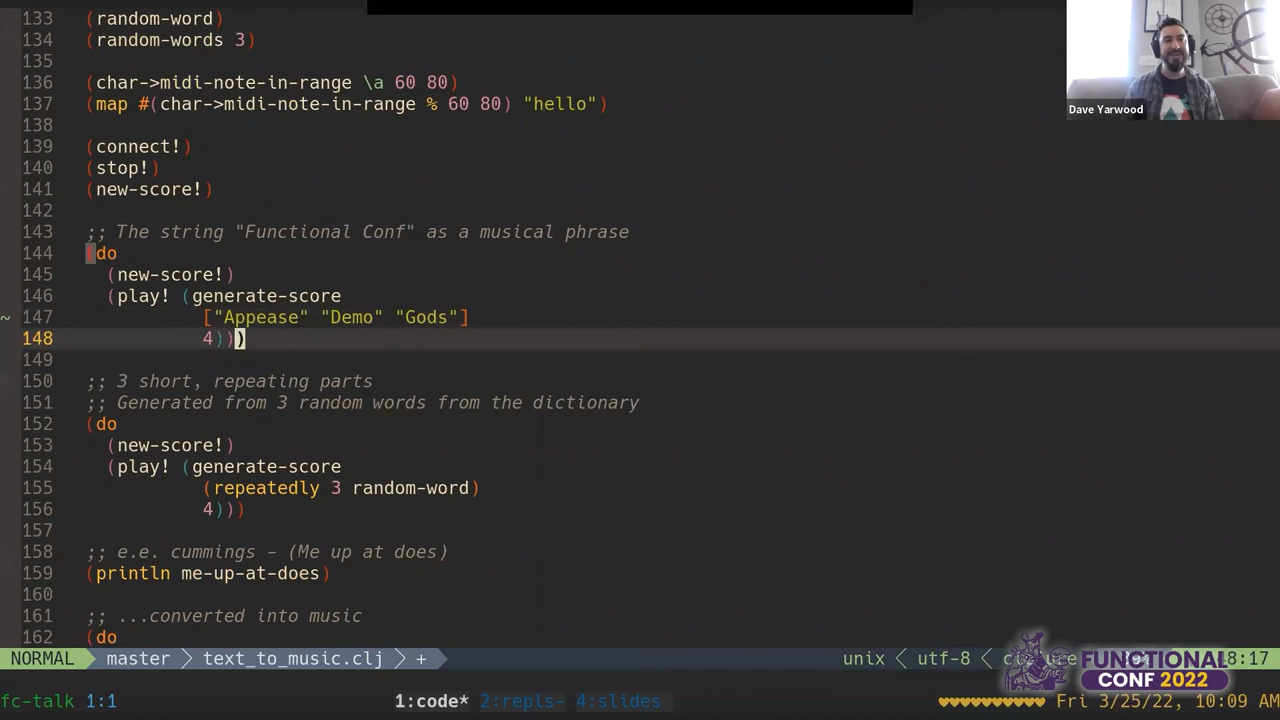 133 (random-word)
134 (random-words 3)
135
136 (char->midi-note-in-range \a 60 80)
137 (map #(char->midi-note-in-range % 60 80) "hello")
138
139 (connect!)
140 (stop!)
141 (new-score!)
142
143 ;; The string "Functional Conf" as a musical phrase
144 (do
145 (new-score!)
146 (play! (generate-score
~ 147 ["Appease" "Demo" "Gods"]
148 4)))
149
150 ;; 3 short, repeating parts
151 ;; Generated from 3 random words from the dictionary
152 (do
153 (new-score!)
154 (play! (generate-score
155 (repeatedly 3 random-word)
156 4)))
157
158 ;; e.e. cummings - (Me up at does)
159 (println me-up-at-does)
160
161 ;; ...converted into music
162 (do
NORMAL master text_to_music.clj + unix < utf-8 < 8:17
fc-talk 1:1 1:code* 2:repls- 4:slides Fri 3/25/22, 10:09 AM
Dave Yarwood
FUNCTIONAL
CONF 2022